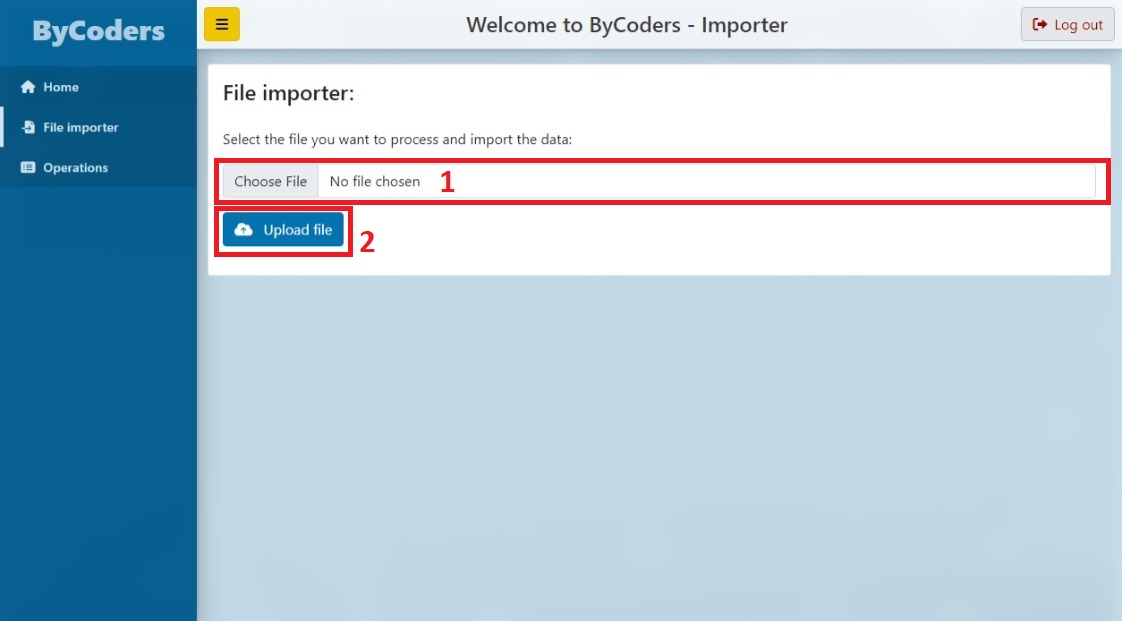 ByCoders
Welcome to ByCoders - Importer
Log out
Home
File importer
Operations
File importer:
Select the file you want to process and import the data:
Choose File No file chosen 1
Upload file 2